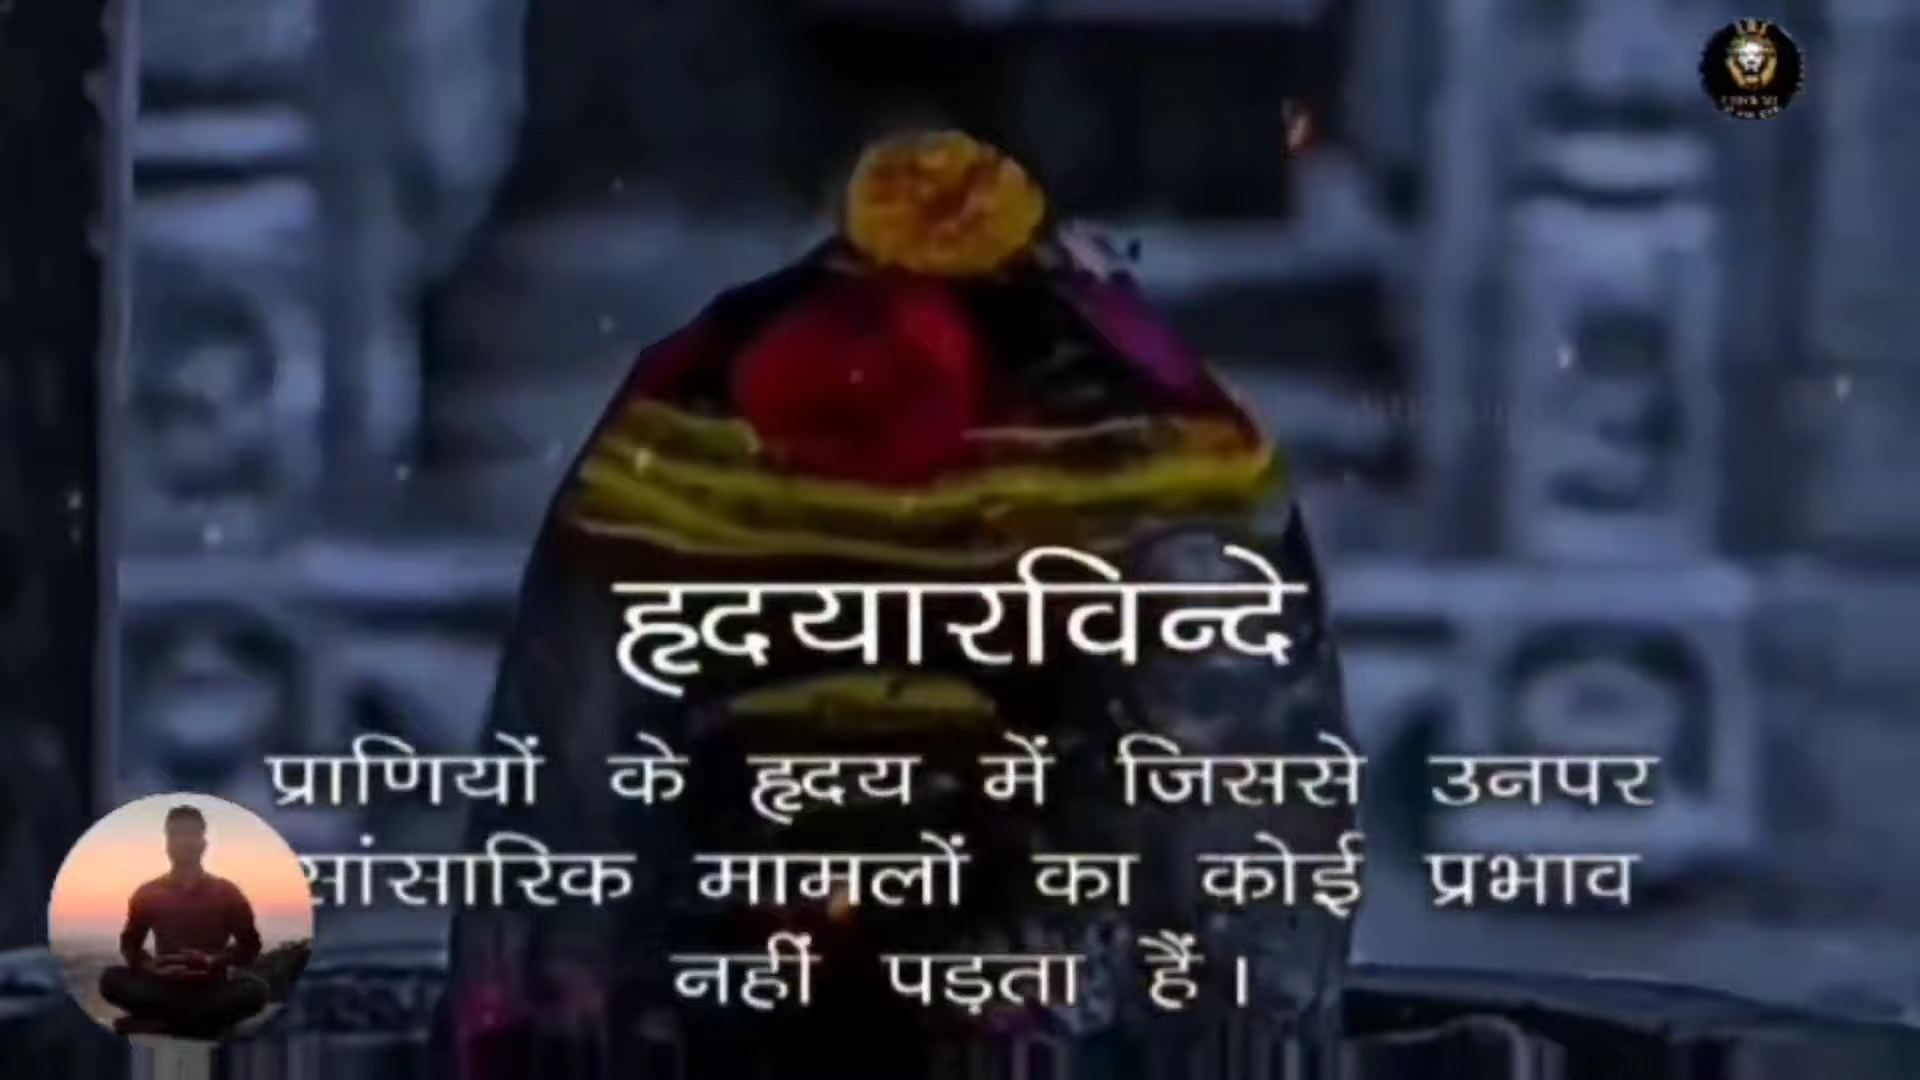 हृदयारविन्दे
प्राणियों के हृदय में जिससे उनपर
सांसारिक मामलों का कोई प्रभाव
नहीं पड़ता हैं।